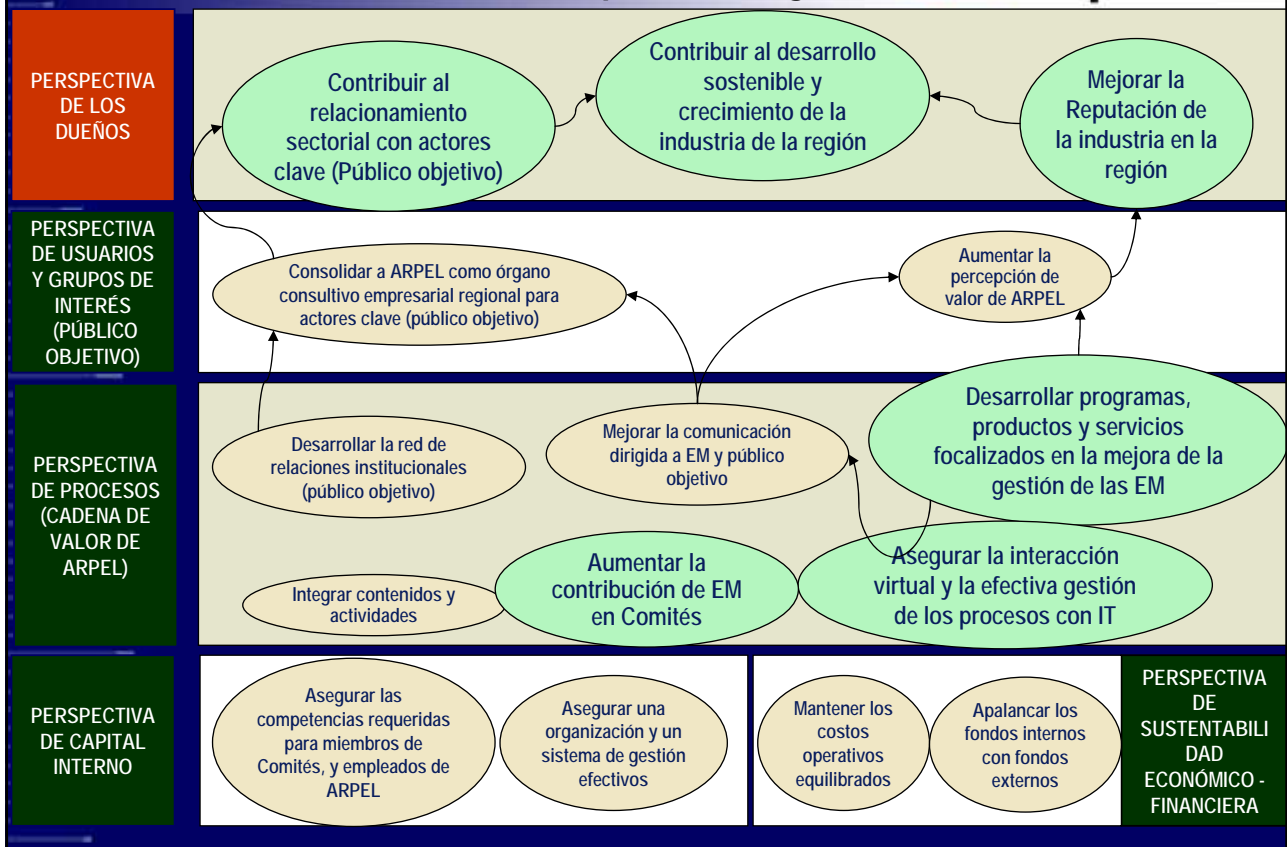 PERSPECTIVA
DE LOS
DUEÑOS
Contribuir al
relacionamiento
sectorial con actores
clave (Público objetivo)
Contribuir al desarrollo
sostenible y
crecimiento de la
industria de la región
Mejorar la
Reputación de
la industria en la
región
PERSPECTIVA
DE USUARIOS
Y GRUPOS DE
INTERÉS
(PÚBLICO
OBJETIVO)
Consolidar a ARPEL como órgano
consultivo empresarial regional para
actores clave (público objetivo)
Aumentar la
percepción de
valor de ARPEL
PERSPECTIVA
DE PROCESOS
(CADENA DE
VALOR DE
ARPEL)
Desarrollar la red de
relaciones institucionales
(público objetivo)
Mejorar la comunicación
dirigida a EM y público
objetivo
Desarrollar programas,
productos y servicios
focalizados en la mejora de la
gestión de las EM
Integrar contenidos y
actividades
Aumentar la
contribución de EM
en Comités
Asegurar la interacción
virtual y la efectiva gestión
de los procesos con IT
PERSPECTIVA
DE CAPITAL
INTERNO
Asegurar las
competencias requeridas
para miembros de
Comités, y empleados de
ARPEL
Asegurar una
organización y un
sistema de gestión
efectivos
Mantener los
costos
operativos
equilibrados
Apalancar los
fondos internos
con fondos
externos
PERSPECTIVA
DE
SUSTENTABILI
DAD
ECONÓMICO -
FINANCIERA